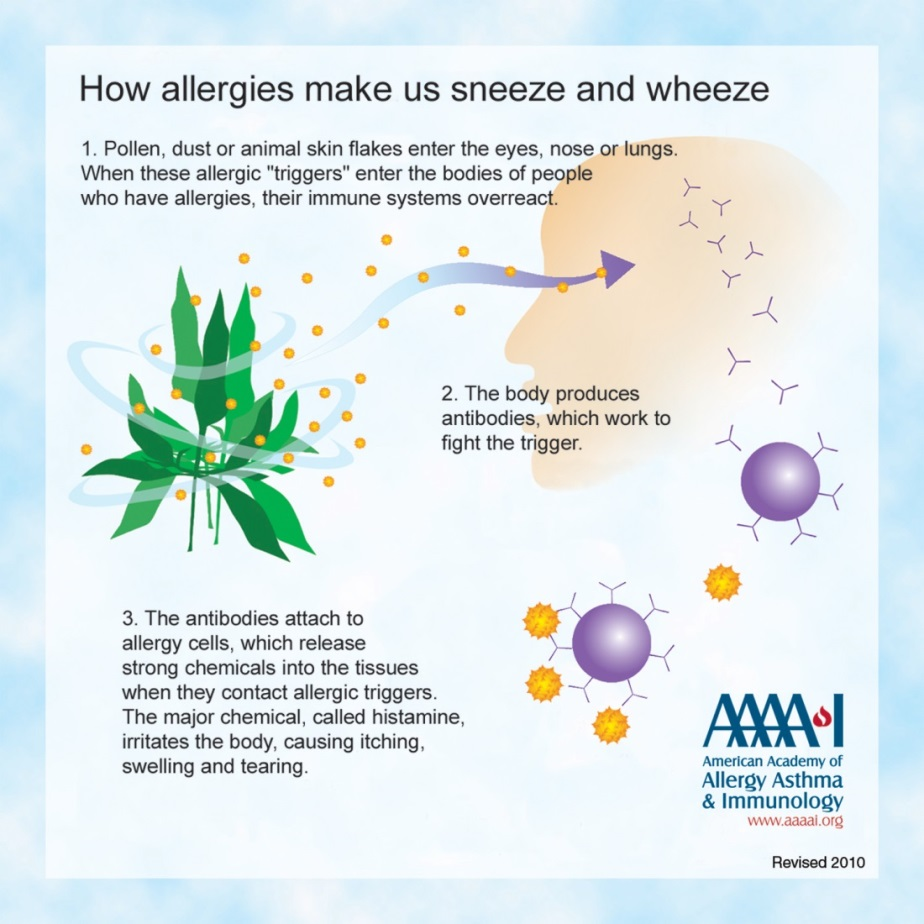 How allergies make us sneeze and wheeze
1. Pollen, dust or animal skin flakes enter the eyes, nose or lungs.
When these allergic "triggers" enter the bodies of people
who have allergies, their immune systems overreact.
2. The body produces
antibodies, which work to
fight the trigger.
3. The antibodies attach to
allergy cells, which release
strong chemicals into the tissues
when they contact allergic triggers.
The major chemical, called histamine,
irritates the body, causing itching,
swelling and tearing.
AAAAI
American Academy of
Allergy Asthma
& Immunology
www.aaaai.org
Revised 2010